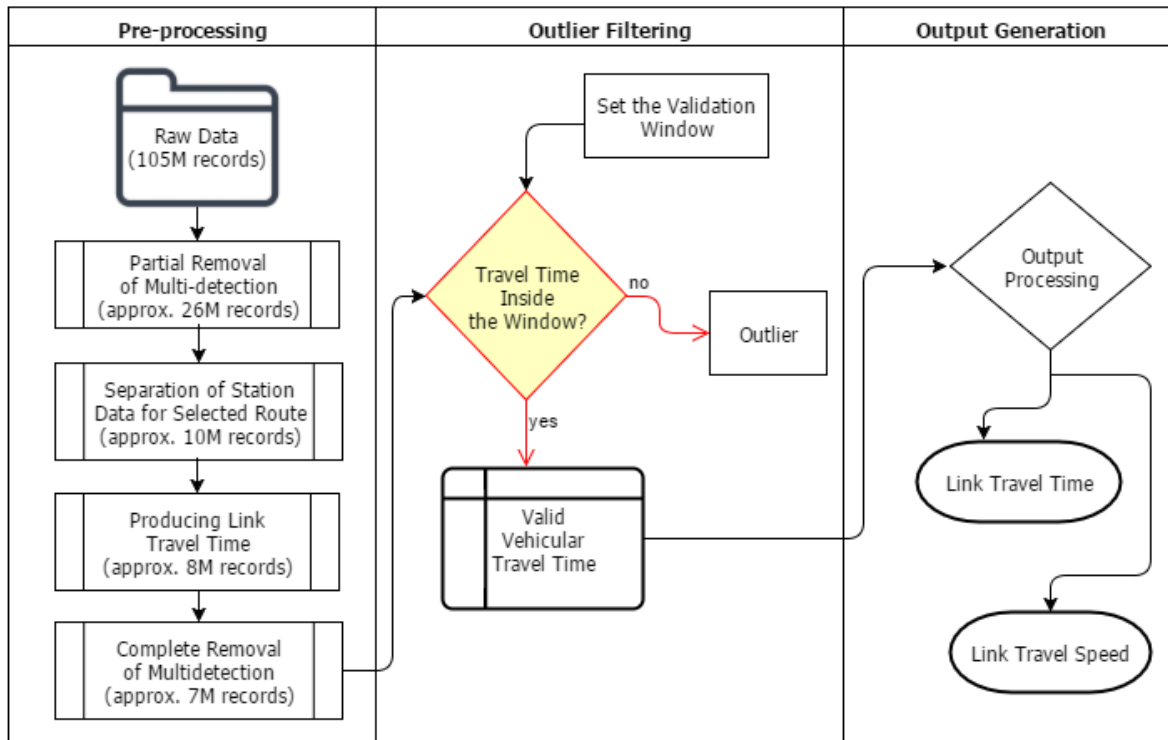 Pre-processing
Raw Data
(105M records)
Partial Removal
of Multi-detection
(approx. 26M records)
Separation of Station
Data for Selected Route
(approx. 10M records)
Producing Link
Travel Time
(approx. 8M records)
Complete Removal
of Multidetection
(approx. 7M records)
Outlier Filtering
Set the Validation
Window
Travel Time
Inside
the Window?
no
Outlier
yes
Valid
Vehicular
Travel Time
Output Generation
Output
Processing
Link Travel Time
Link Travel Speed